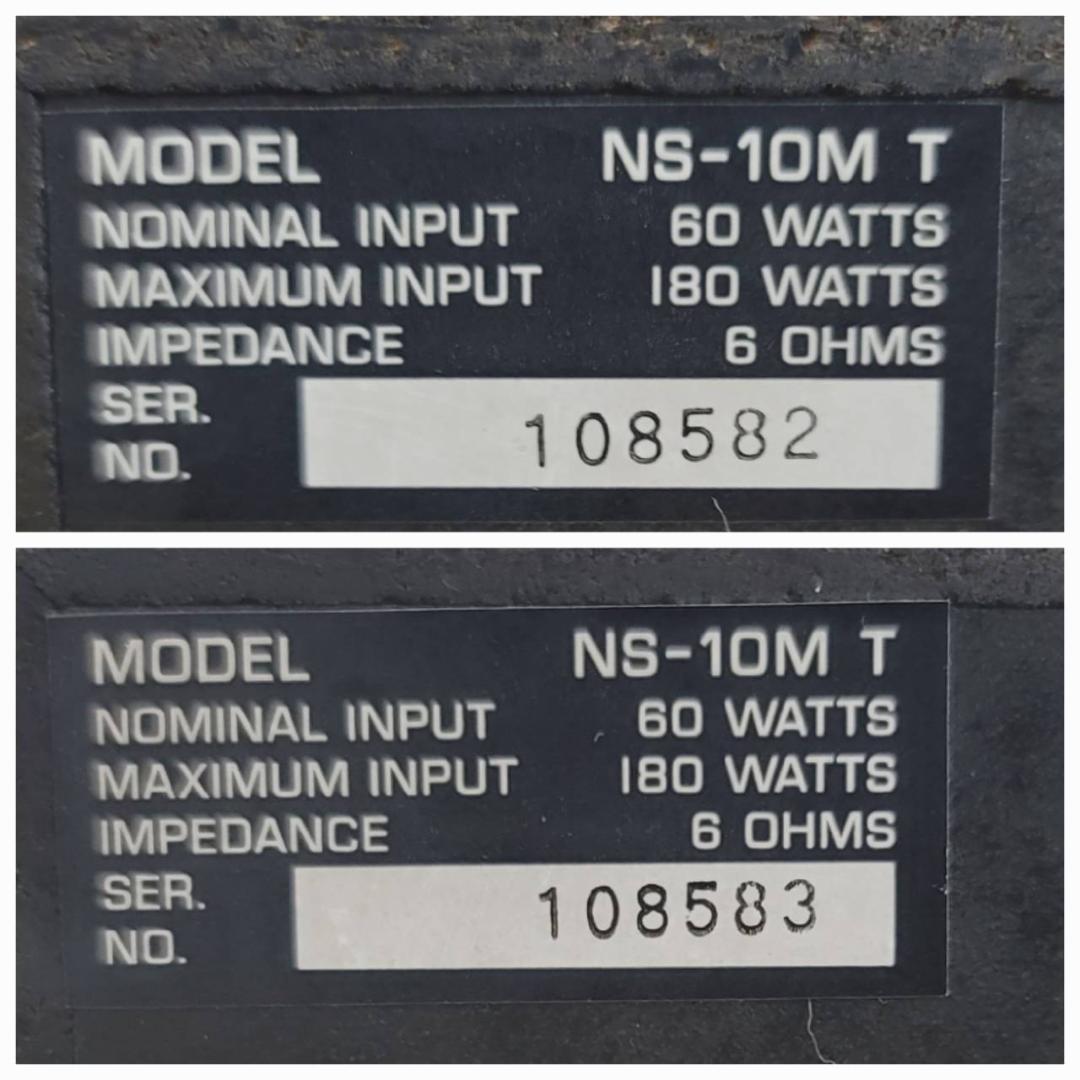 MODEL NS-10M T
NOMINAL INPUT 60 WATTS
MAXIMUM INPUT 180 WATTS
IMPEDANCE 6 OHMS
SER.
NO. 108582
MODEL NS-10M T
NOMINAL INPUT 60 WATTS
MAXIMUM INPUT 180 WATTS
IMPEDANCE 6 OHMS
SER.
NO. 108583